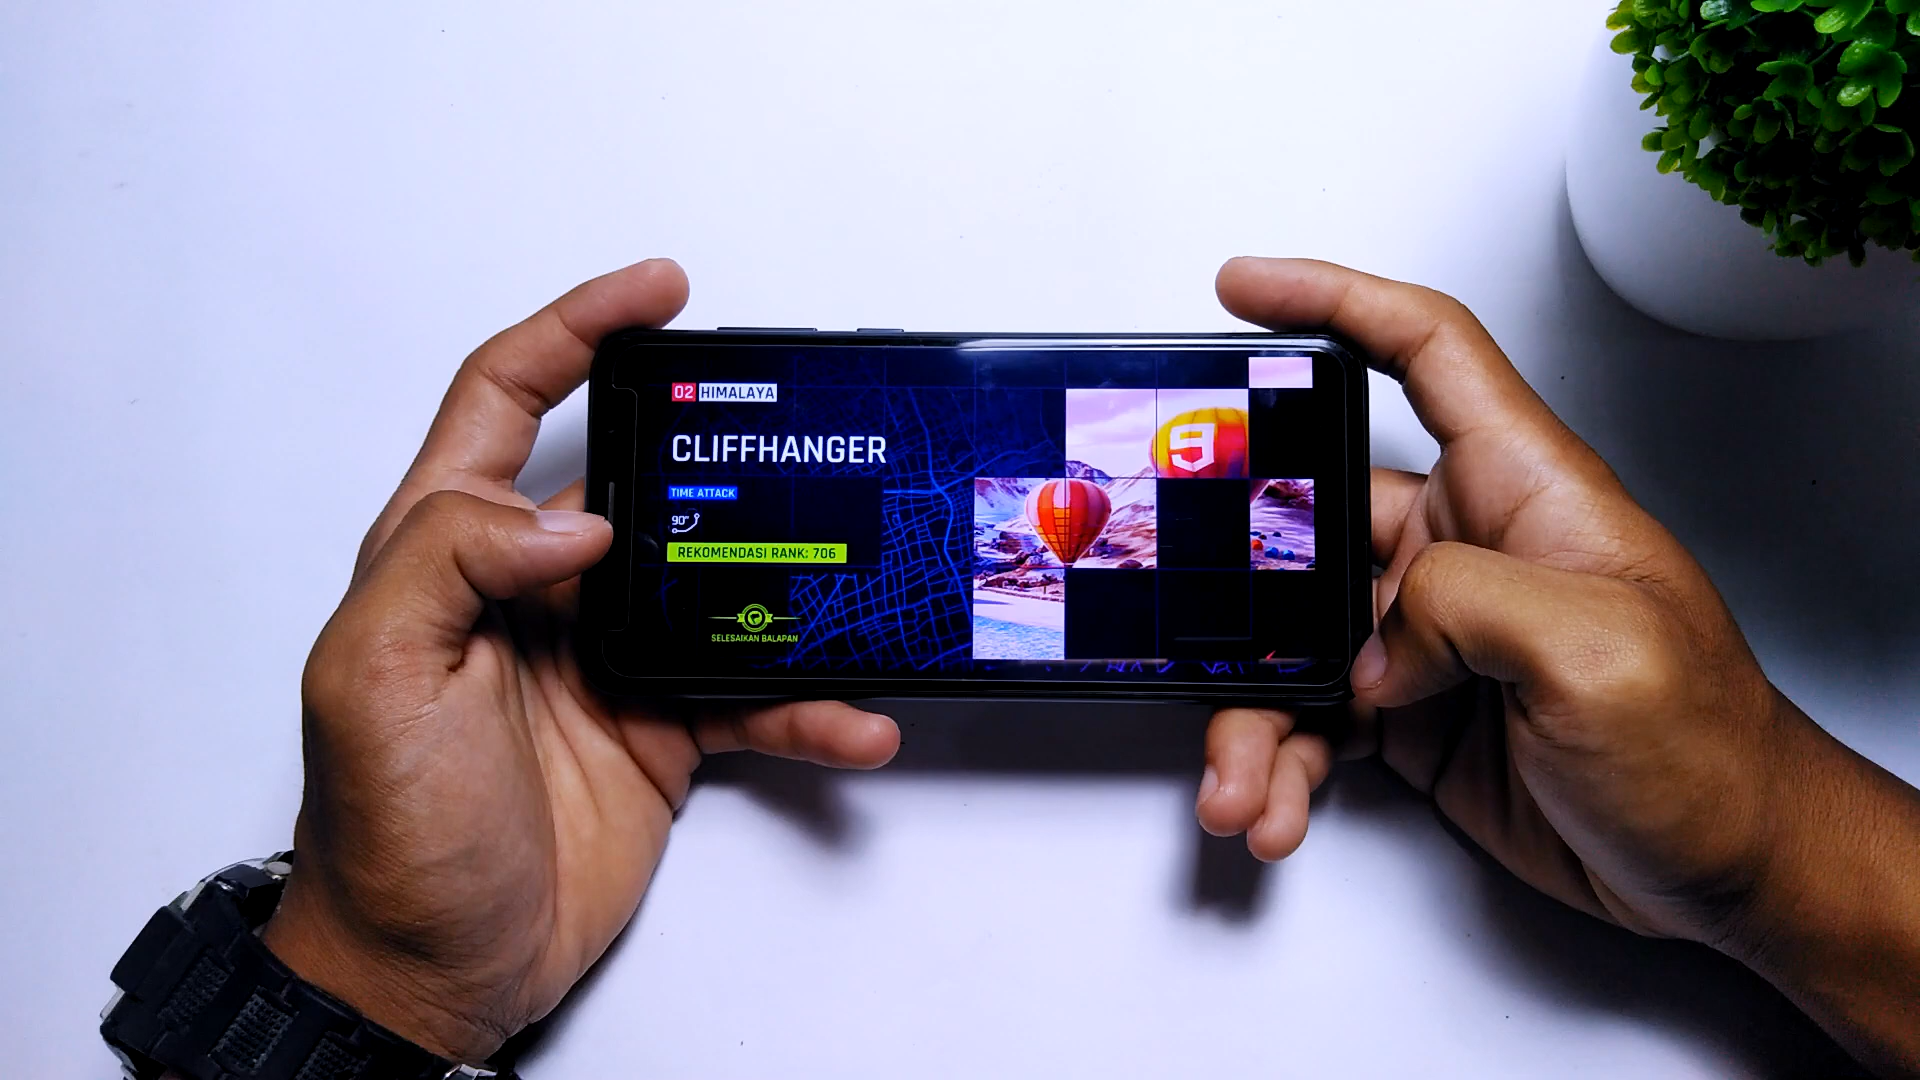 02 HIMALAYA
CLIFFHANGER
TIME ATTACK
90"
REKOMENDASI RANK: 706
SELESAIKAN BALAPAN
9